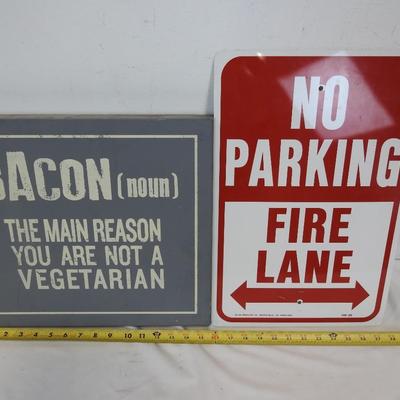 BACON (noun)
THE MAIN REASON
YOU ARE NOT A
VEGETARIAN
NO
PARKING
FIRE
LANE